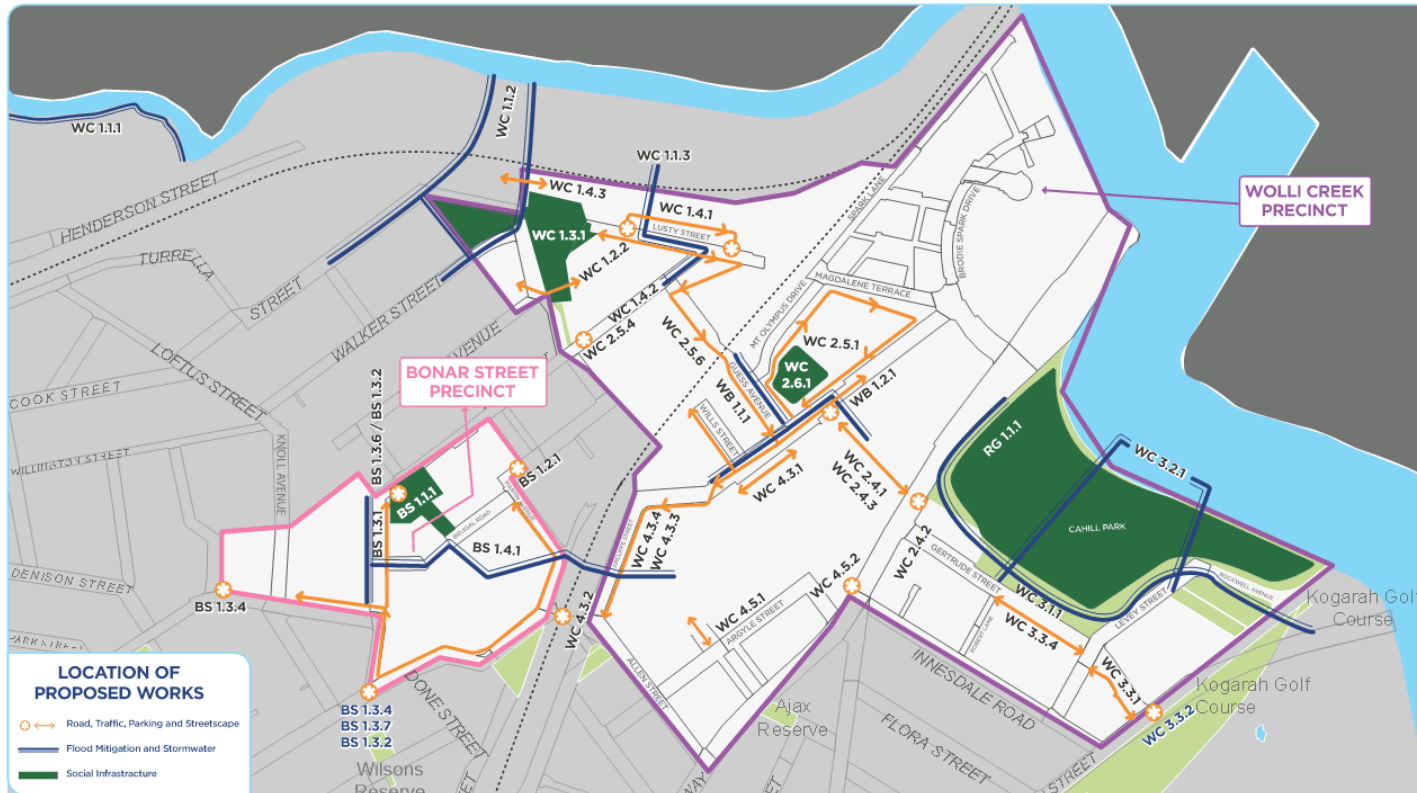 WC 1.1.1
WC 1.1.2
WC 1.1.3
HENDERSON STREET
TURRELLA
STREET
WALKER STREET
LOFTUS STREET
COOK STREET
WILLINGTON STREET
KNOLL AVENUE
DENISON STREET
AVENUE
WC 1.4.3
WC 1.3.1
WC 1.4.1
LUSTY STREET
WC 1.2.2
WC 1.4.2
WC 2.5.4
WC 2.5.6
SPARK LANE
BRODIE SPARK DRIVE
MAGDALENE TERRACE
MT OLYMPUS DRIVE
WOLLI CREEK
PRECINCT
WC 2.5.1
WC
2.6.1
GUESS AVENUE
WB 1.1.1
WB 1.2.1
WILLS STREET
WC 4.3.1
WC 2.4.1
WC 2.4.3
WC 2.4.2
RG 1.1.1
WC 3.2.1
CAHILL PARK
BONAR STREET
PRECINCT
BS 1.3.6 / BS 1.3.2
BS 1.3.1
BS 1.1.1
BS 1.2.1
BS 1.4.1
BS 1.3.4
WC 4.3.4
WC 4.3.3
WC 4.3.2
WC 4.5.1
ARGYLE STREET
WC 4.5.2
ALLEN STREET
GERTRUDE STREET
ROBERT LANE
WC 3.1.1
WC 3.3.4
LEVEY STREET
ROCKWELL AVENUE
WC 3.3.1
WC 3.3.2
Kogarah Golf
Course
Kogarah Golf
Course
INNESDALE ROAD
FLORA STREET
STREET
Ajax
Reserve
DONE STREET
BS 1.3.4
BS 1.3.7
BS 1.3.2
Wilsons
Reserve
LOCATION OF
PROPOSED WORKS
Road, Traffic, Parking and Streetscape
Flood Mitigation and Stormwater
Social Infrastructure